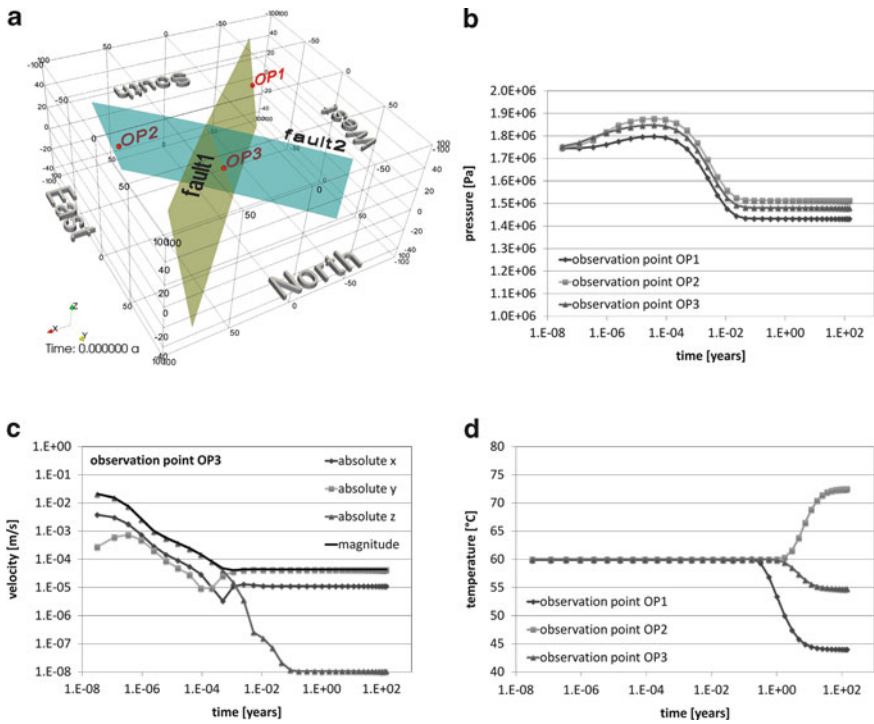 a
OP1
OP2
OP3
fault1
fault2
South
West
East
North
X
Y
Z
Time: 0.000000 a
b
pressure [Pa]
2.0E+06
1.9E+06
1.8E+06
1.7E+06
1.6E+06
1.5E+06
1.4E+06
1.3E+06
1.2E+06
1.1E+06
1.0E+06
observation point OP1
observation point OP2
observation point OP3
1.E-08 1.E-06 1.E-04 1.E-02 1.E+00 1.E+02
time [years]
c
velocity [m/s]
1.E+00
1.E-01
1.E-02
1.E-03
1.E-04
1.E-05
1.E-06
1.E-07
1.E-08
observation point OP3
absolute x
absolute y
absolute z
magnitude
1.E-08 1.E-06 1.E-04 1.E-02 1.E+00 1.E+02
time [years]
d
temperature [°C]
80
75
70
65
60
55
50
45
40
observation point OP1
observation point OP2
observation point OP3
1.E-08 1.E-06 1.E-04 1.E-02 1.E+00 1.E+02
time [years]